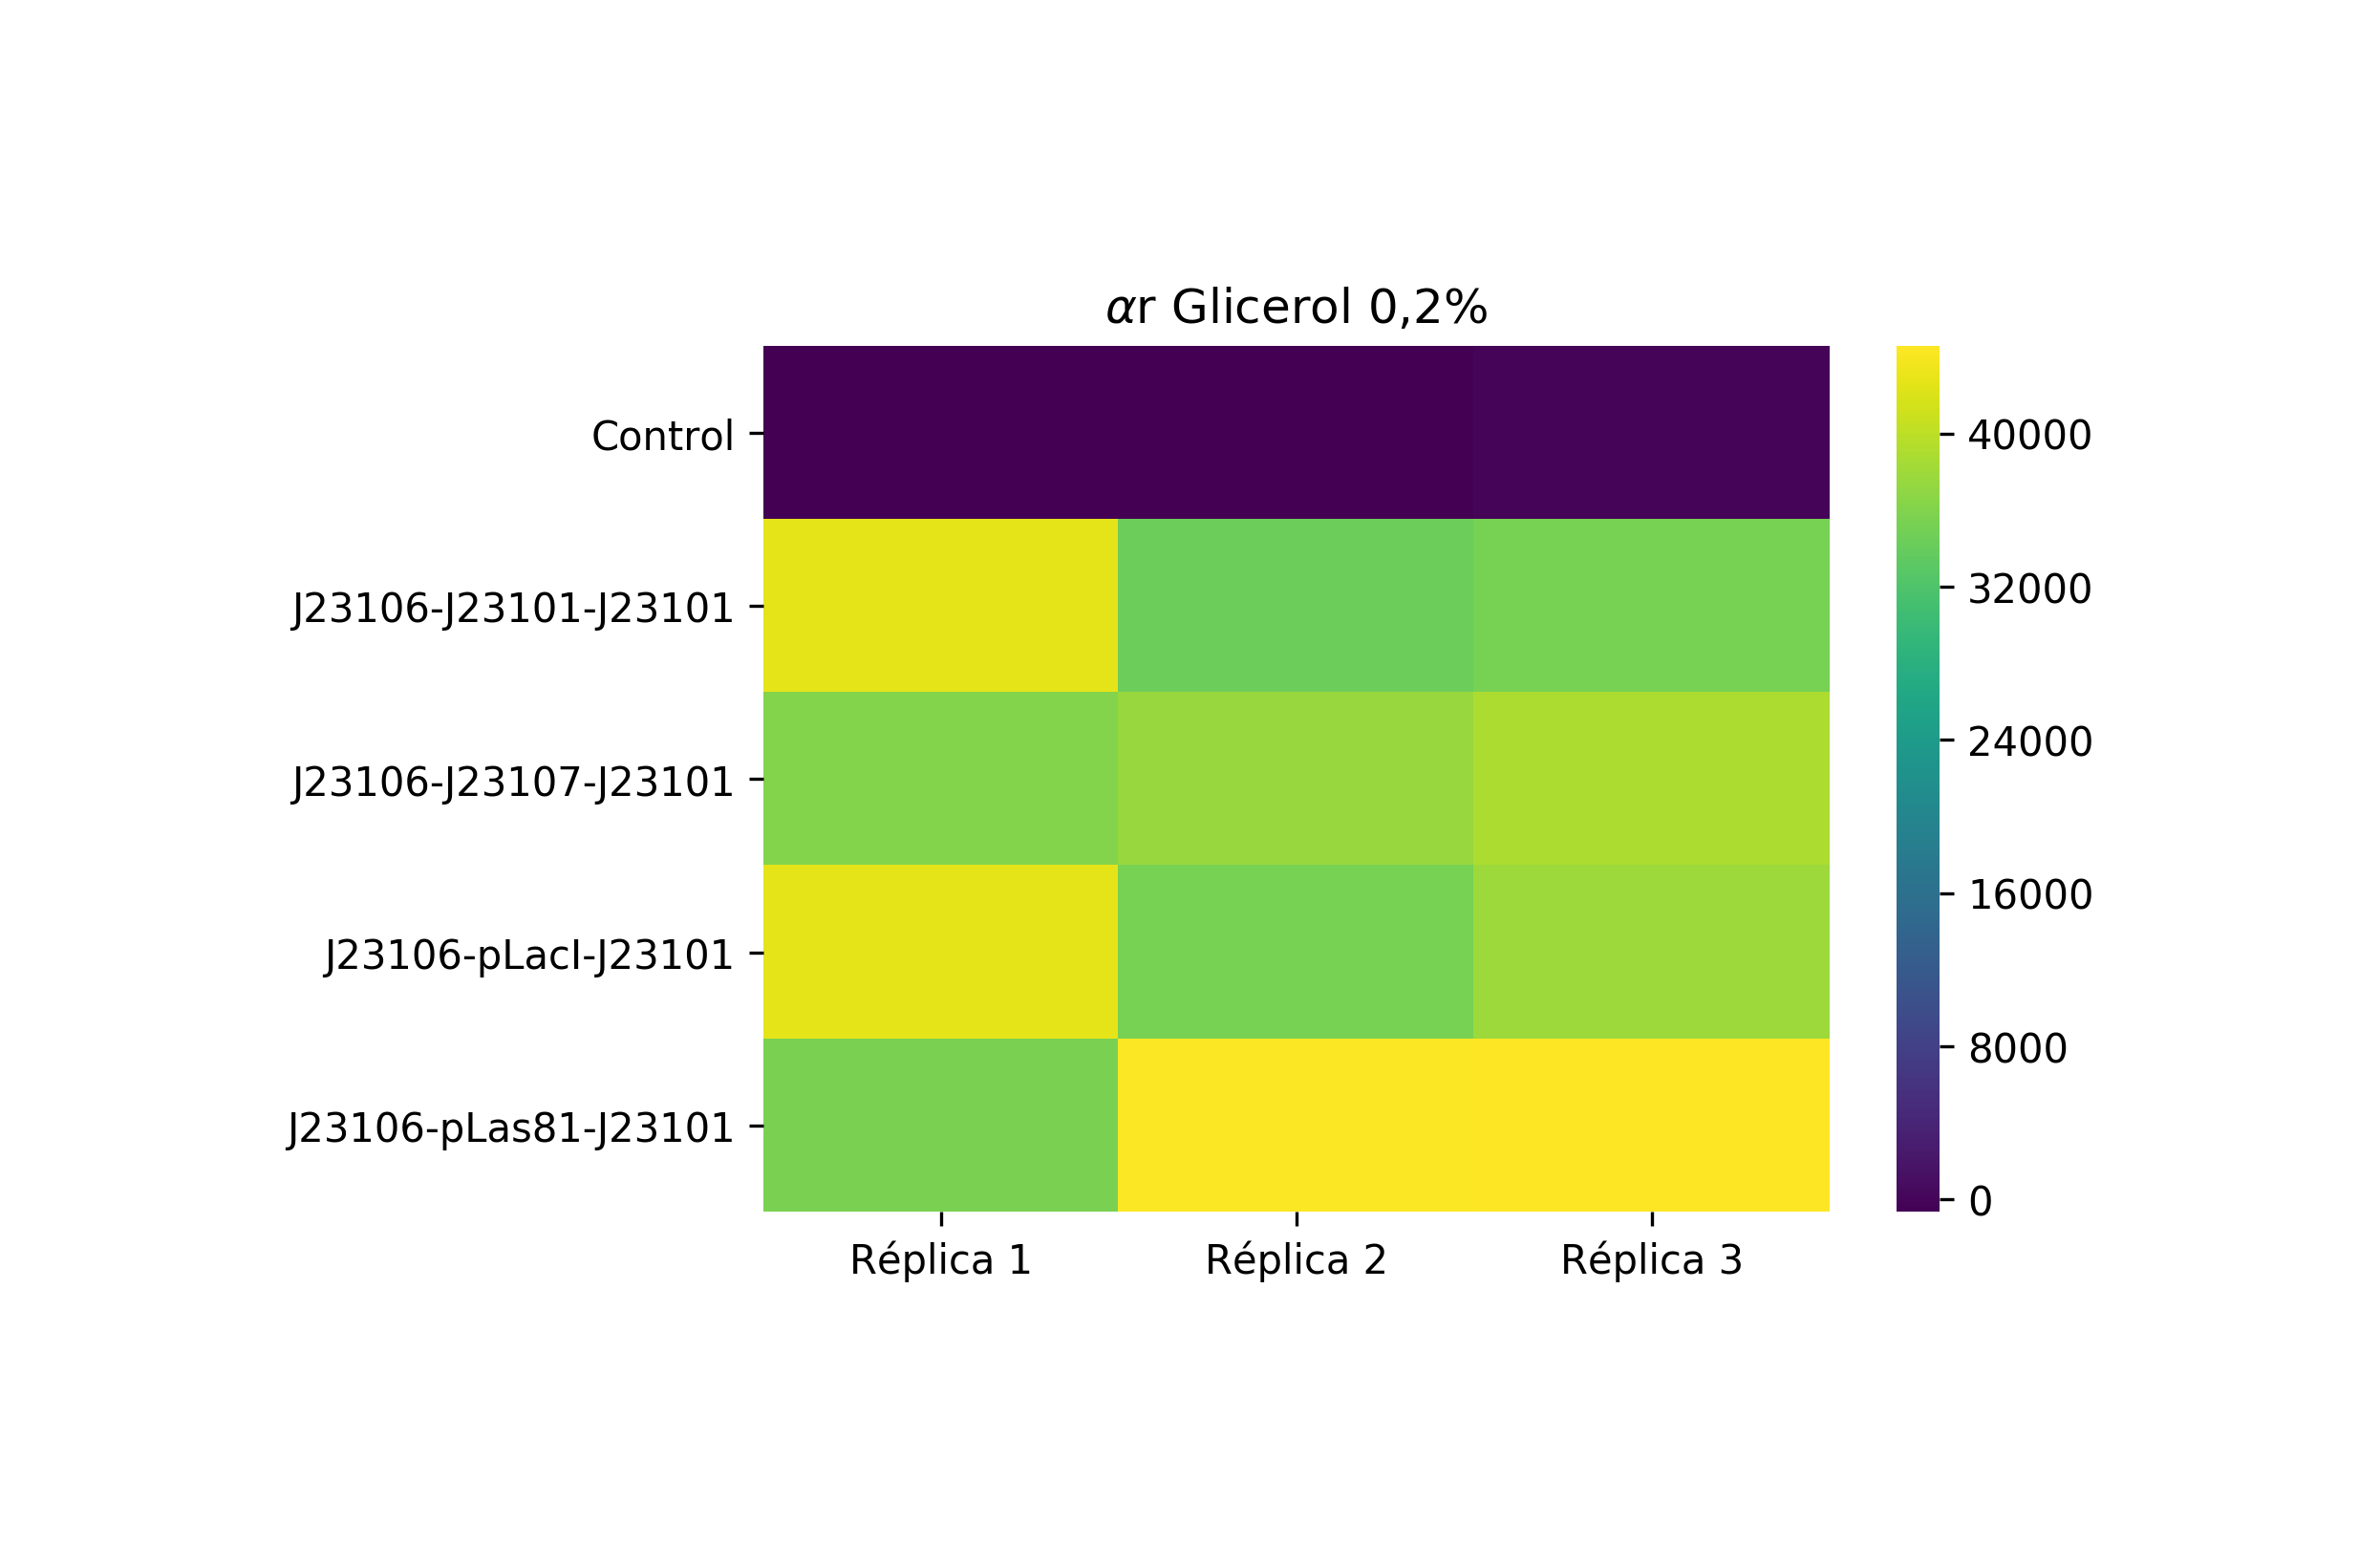 αr Glicerol 0,2%
Control
J23106-J23101-J23101
J23106-J23107-J23101
J23106-pLacI-J23101
J23106-pLas81-J23101
Réplica 1
Réplica 2
Réplica 3
40000
32000
24000
16000
8000
0